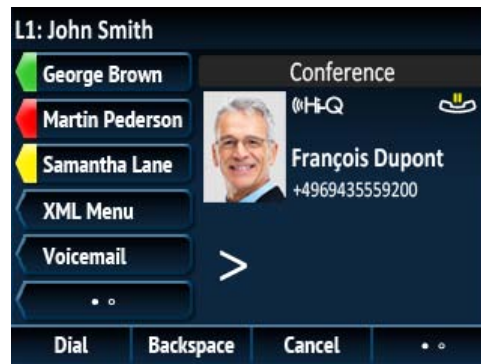 L1: John Smith
George Brown
Martin Pederson
Samantha Lane
XML Menu
Voicemail
Conference
Hi-Q
François Dupont
+4969435559200
>
Dial Backspace Cancel